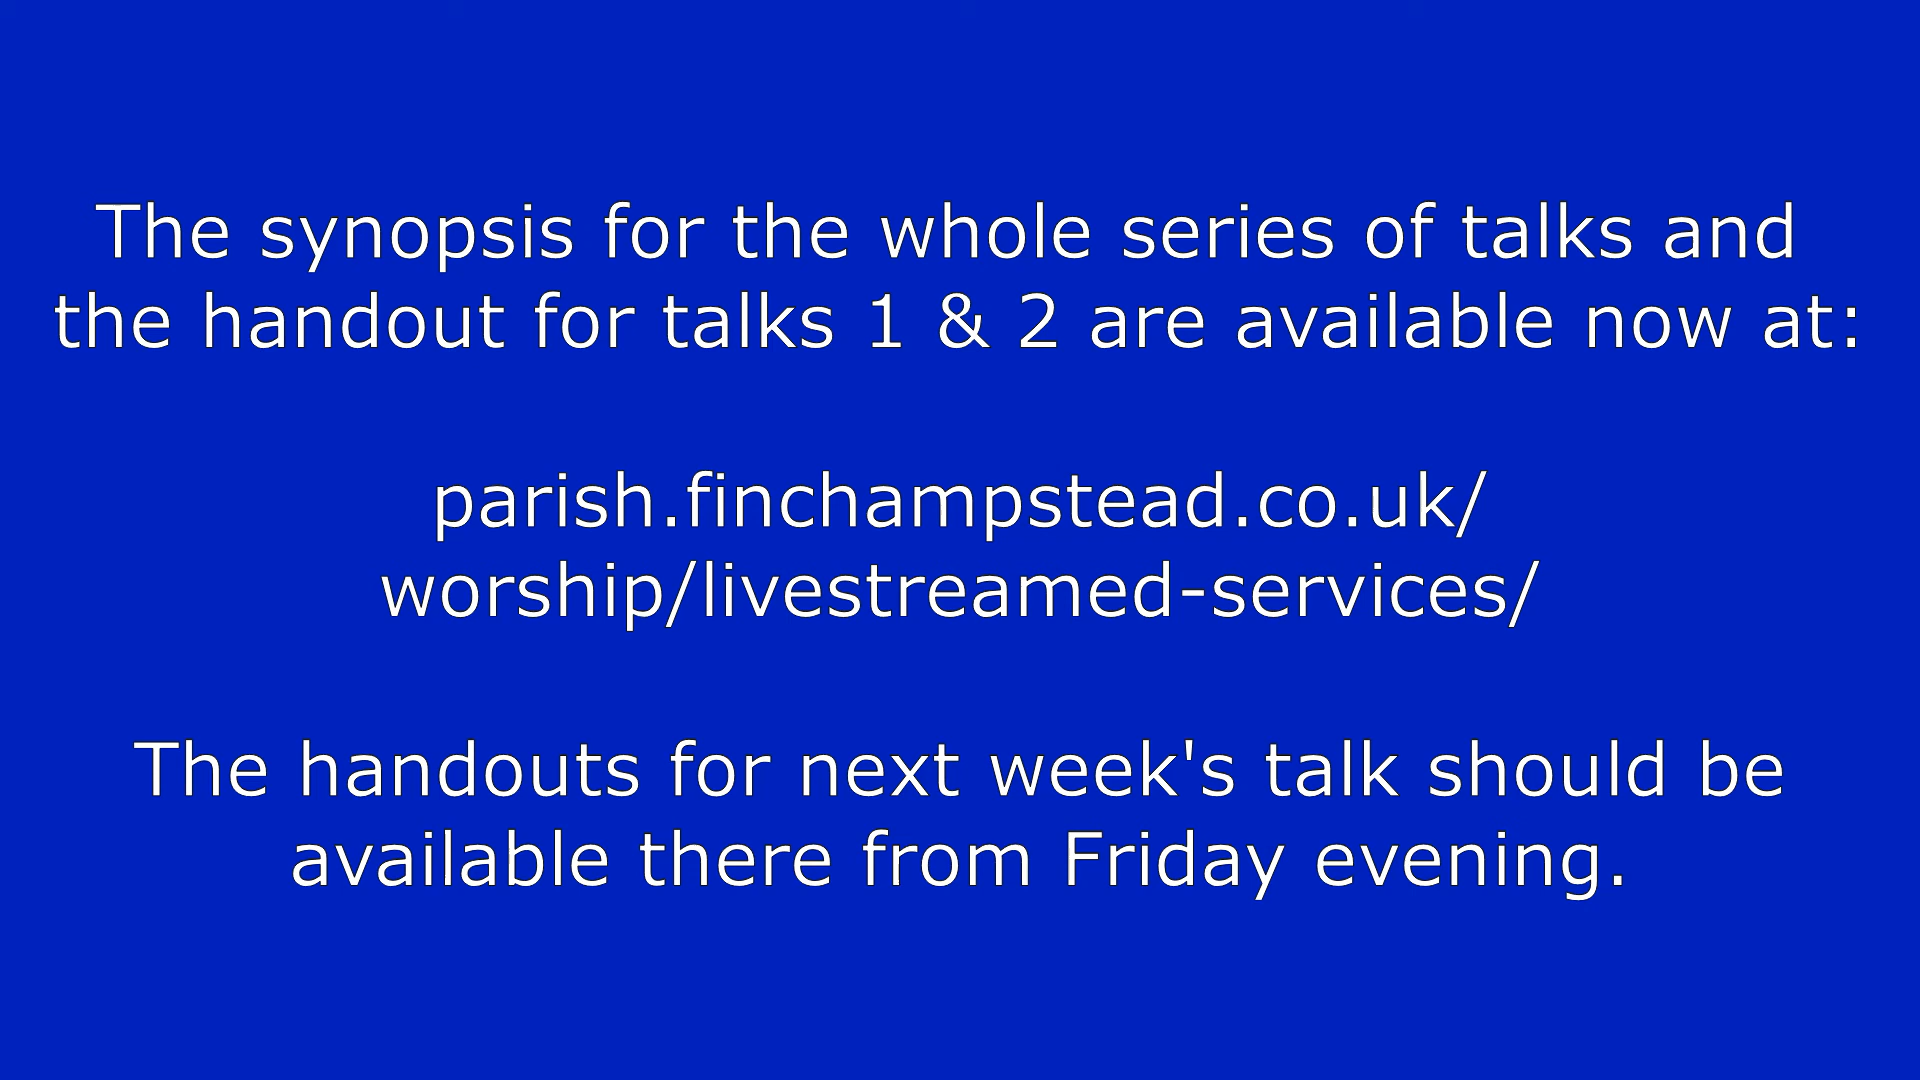 The synopsis for the whole series of talks and
the handout for talks 1 & 2 are available now at:
parish.finchampstead.co.uk/
worship/livestreamed-services/
The handouts for next week's talk should be
available there from Friday evening.